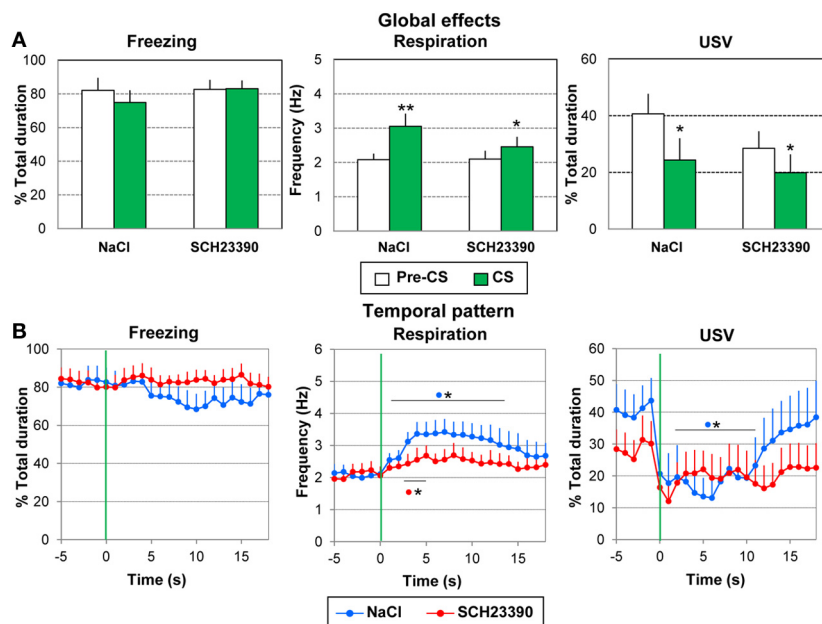 Global effects
A
Freezing
Respiration
USV
% Total duration
100
80
60
40
20
0
NaCl
SCH23390
Frequency (Hz)
5
4
3
2
1
0
**
*
NaCl
SCH23390
% Total duration
60
40
20
0
*
*
NaCl
SCH23390
Pre-CS
CS
Temporal pattern
B
Freezing
Respiration
USV
% Total duration
100
80
60
40
20
0
-5
0
5
10
15
Time (s)
Frequency (Hz)
6
5
4
3
2
1
0
*
*
-5
0
5
10
15
Time (s)
% Total duration
60
50
40
30
20
10
0
*
-5
0
5
10
15
Time (s)
NaCl
SCH23390